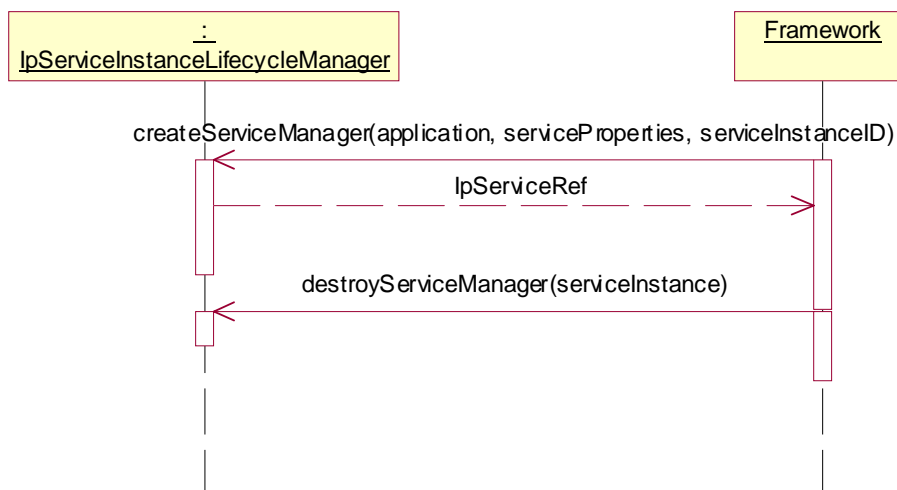 :
IpServiceInstanceLifecycleManager
Framework
createServiceManager(application, serviceProperties, serviceInstanceID)
IpServiceRef
destroyServiceManager(serviceInstance)